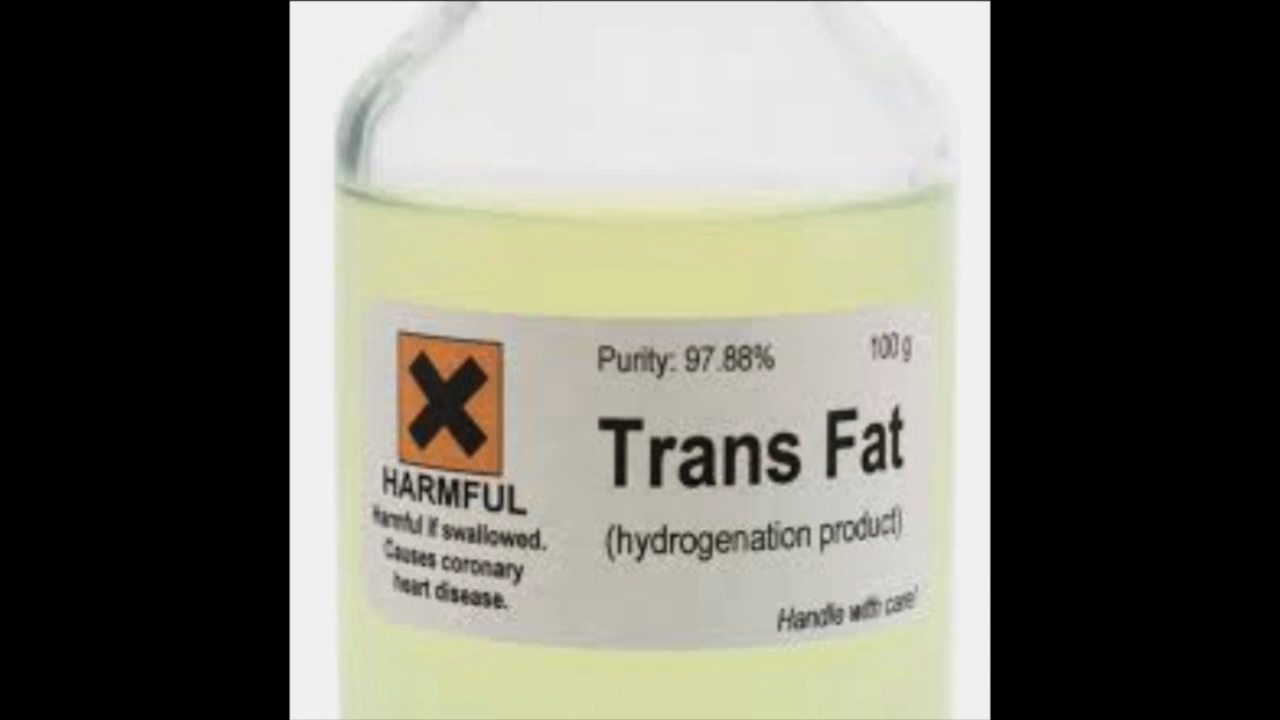 Purity: 97.88% 100 g
Trans Fat
(hydrogenation product)
Handle with care!
HARMFUL
Harmful if swallowed.
Causes coronary
heart disease.